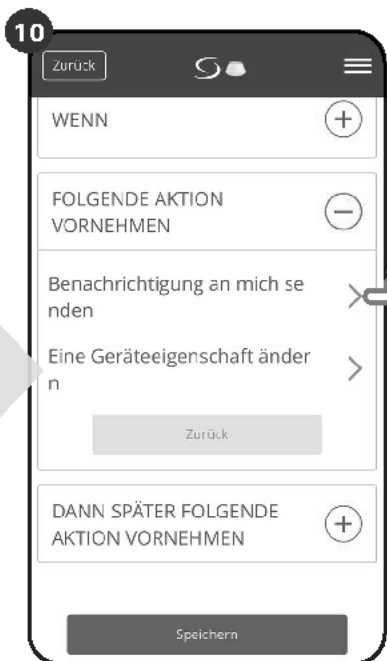 10
Zurück
WENN
FOLGENDE AKTION
VORNEHMEN
Benachrichtigung an mich se
nden
Eine Geräteeigenschaft änder
n
Zurück
DANN SPÄTER FOLGENDE
AKTION VORNEHMEN
Speichern